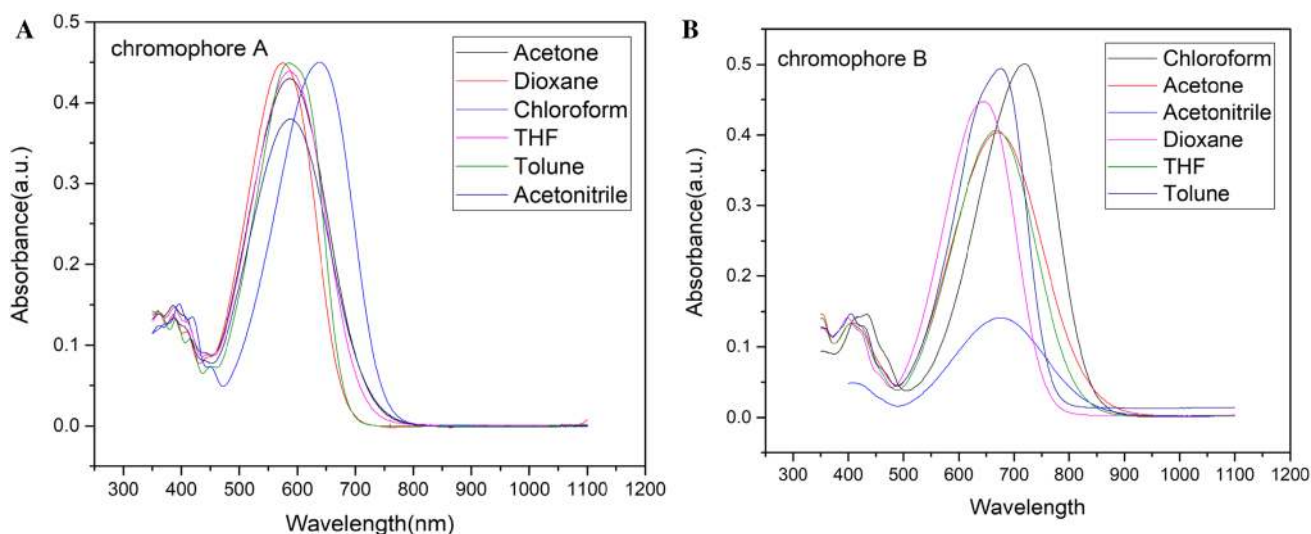 A
chromophore A
Acetone
Dioxane
Chloroform
THF
Tolune
Acetonitrile
Absorbance(a.u.)
0.5
0.4
0.3
0.2
0.1
0.0
300 400 500 600 700 800 900 1000 1100 1200
Wavelength(nm)
B
chromophore B
Chloroform
Acetone
Acetonitrile
Dioxane
THF
Tolune
Absorbance(a.u.)
0.5
0.4
0.3
0.2
0.1
0.0
300 400 500 600 700 800 900 1000 1100 1200
Wavelength